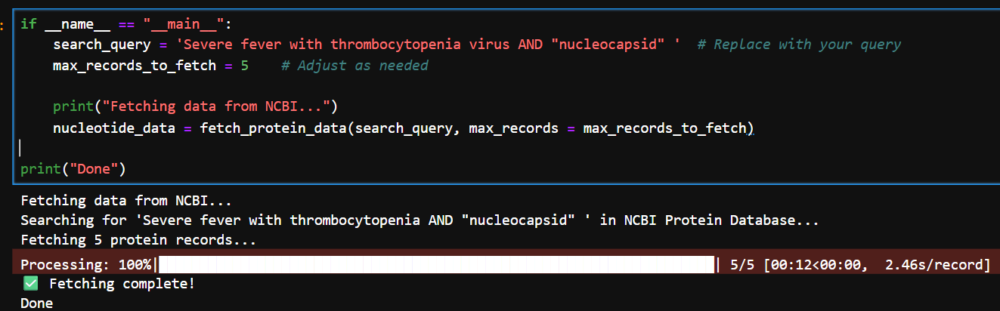 :
if __name__ == "__main__":
    search_query = 'Severe fever with thrombocytopenia virus AND "nucleocapsid" '  # Replace with your query
    max_records_to_fetch = 5    # Adjust as needed

    print("Fetching data from NCBI...")
    nucleotide_data = fetch_protein_data(search_query, max_records = max_records_to_fetch)

print("Done")
Fetching data from NCBI...
Searching for 'Severe fever with thrombocytopenia AND "nucleocapsid" ' in NCBI Protein Database...
Fetching 5 protein records...
Processing: 100%|██████████| 5/5 [00:12<00:00,  2.46s/record]
✅ Fetching complete!
Done